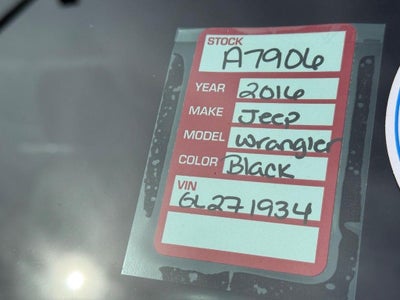 STOCK
A7906
YEAR 2016
MAKE Jeep
MODEL Wrangler
COLOR Black
VIN
GL271934